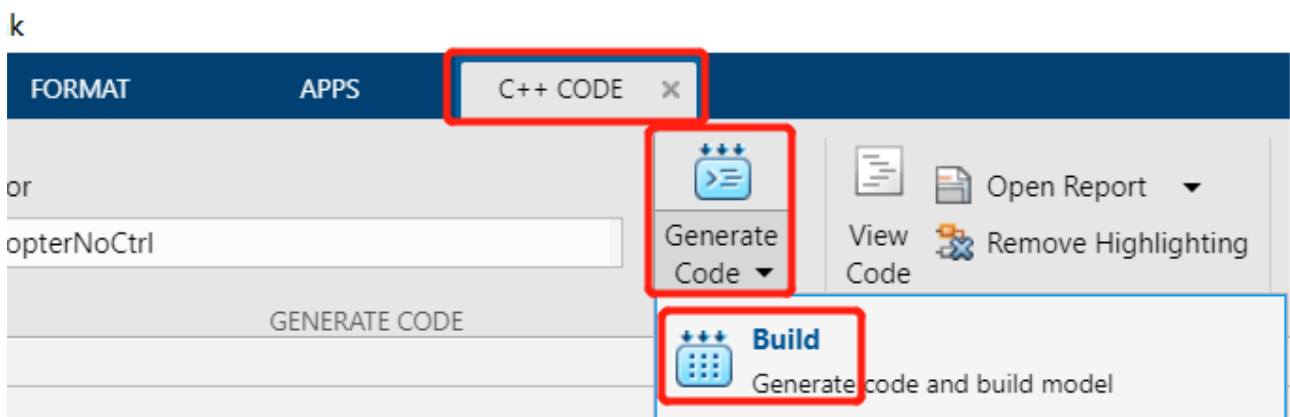 k
FORMAT APPS C++ CODE
or
opterNoCtrl
Generate
Code
View
Code
Open Report
Remove Highlighting
GENERATE CODE
Build
Generate code and build model